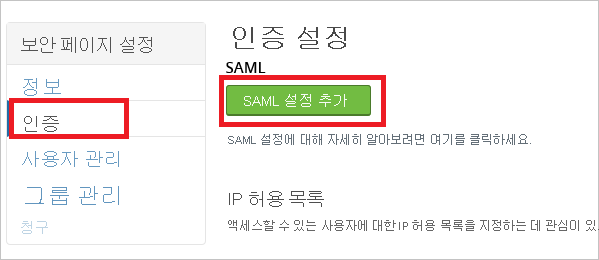 보안 페이지 설정
정보
인증
사용자 관리
그룹 관리
청구
인증 설정
SAML
SAML 설정 추가
SAML 설정에 대해 자세히 알아보려면 여기를 클릭하세요.
IP 허용 목록
액세스할 수 있는 사용자에 대한 IP 허용 목록을 지정하는 데 관심이 있